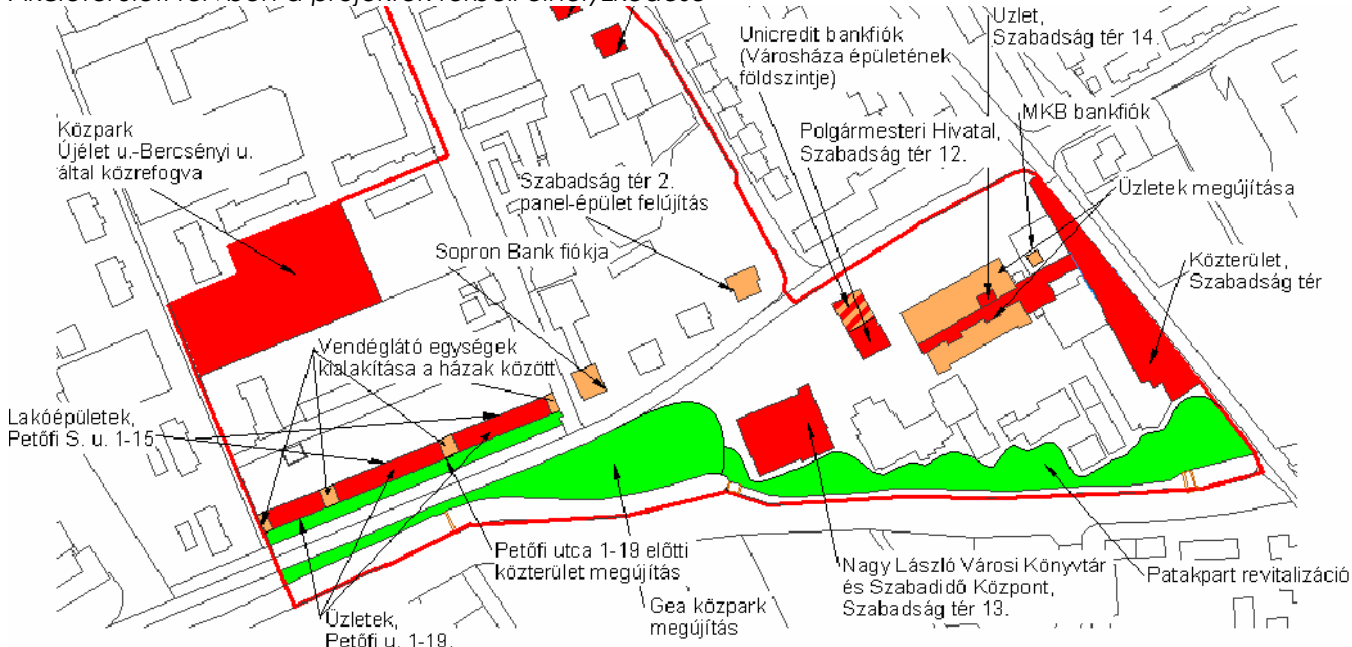 Unicredit bankfiók
(Városháza épületének
földszintje)
Üzlet,
Szabadság tér 14.
MKB bankfiók
Polgármesteri Hivatal,
Szabadság tér 12.
Üzletek megújítása
Közpark
Újélet u.-Bercsényi u.
által közrefogva
Szabadság tér 2.
panel-épület felújítás
Sopron Bank fiókja
Közterület,
Szabadság tér
Vendéglátó egységek
kialakítása a házak között
Lakóépületek,
Petőfi S. u. 1-15
Petőfi utca 1-19 előtti
közterület megújítás
Gea közpark
megújítás
Nagy László Városi Könyvtár
és Szabadidő Központ,
Szabadság tér 13.
Patakpart revitalizáció
Üzletek,
Petőfi u. 1-19.